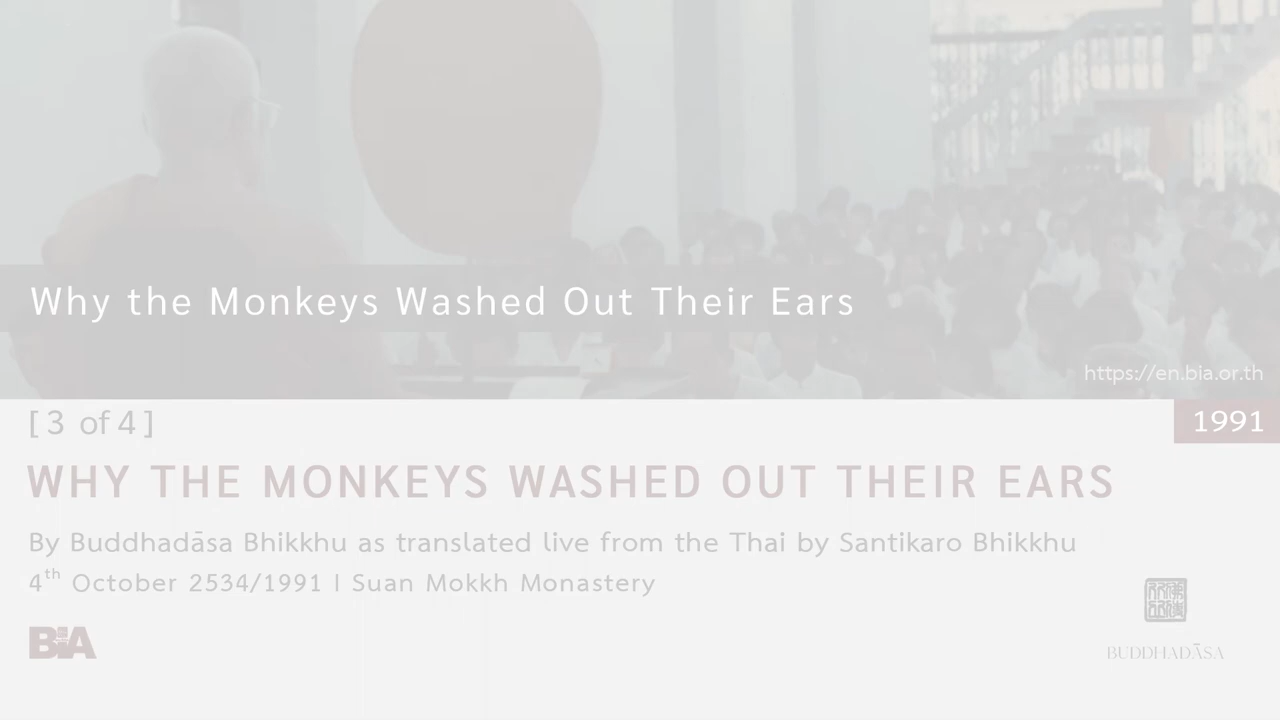 Why the Monkeys Washed Out Their Ears
https://en.bia.or.th
[ 3 of 4 ]
1991
WHY THE MONKEYS WASHED OUT THEIR EARS
By Buddhadāsa Bhikkhu as translated live from the Thai by Santikaro Bhikkhu
4th October 2534/1991 I Suan Mokkh Monastery
BIA
BUDDHADĀSA